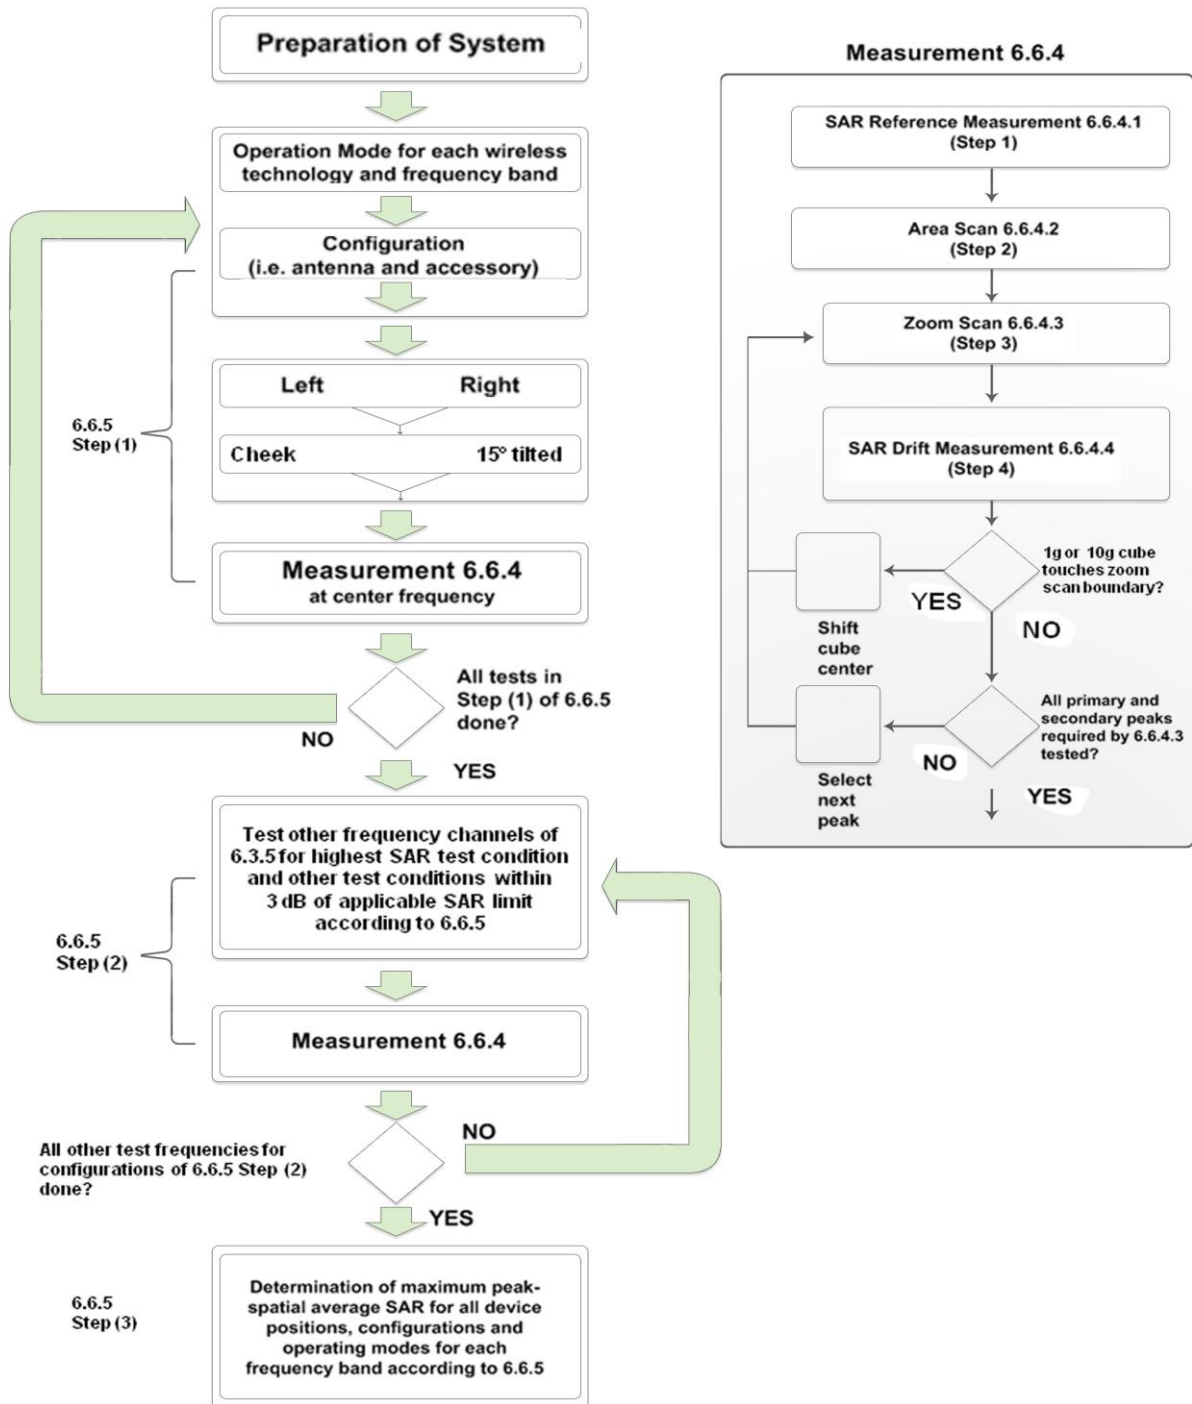 Preparation of System
Operation Mode for each wireless
technology and frequency band
Configuration
(i.e. antenna and accessory)
Left Right
Cheek 15° tilted
6.6.5
Step (1)
Measurement 6.6.4
at center frequency
All tests in
Step (1) of 6.6.5
done?
NO
YES
Test other frequency channels of
6.3.5 for highest SAR test condition
and other test conditions within
3 dB of applicable SAR limit
according to 6.6.5
6.6.5
Step (2)
Measurement 6.6.4
All other test frequencies for
configurations of 6.6.5 Step (2)
done?
NO
YES
6.6.5
Step (3)
Determination of maximum peak-
spatial average SAR for all device
positions, configurations and
operating modes for each
frequency band according to 6.6.5
Measurement 6.6.4
SAR Reference Measurement 6.6.4.1
(Step 1)
Area Scan 6.6.4.2
(Step 2)
Zoom Scan 6.6.4.3
(Step 3)
SAR Drift Measurement 6.6.4.4
(Step 4)
1g or 10g cube
touches zoom
scan boundary?
YES
NO
Shift
cube
center
All primary and
secondary peaks
required by 6.6.4.3
tested?
NO
YES
Select
next
peak